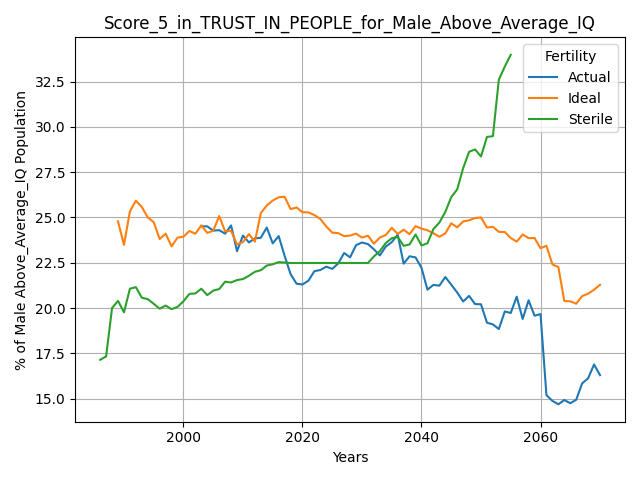 Score_5_in_TRUST_IN_PEOPLE_for_Male_Above_Average_IQ
% of Male Above_Average_IQ Population
32.5
30.0
27.5
25.0
22.5
20.0
17.5
15.0
Fertility
Actual
Ideal
Sterile
2000
2020
2040
2060
Years